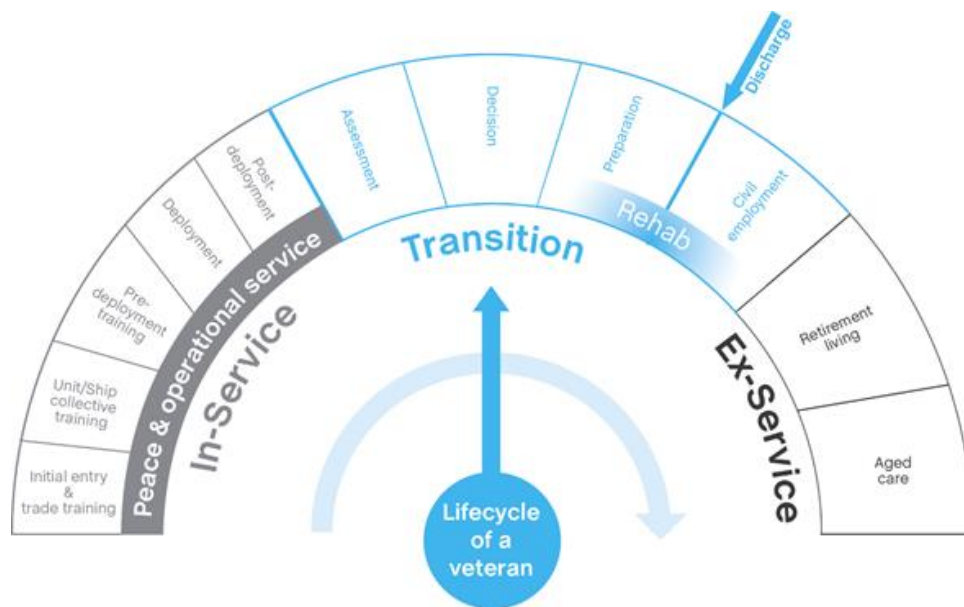 Initial entry
&
trade training
Unit/Ship
collective
training
Pre-
deployment
training
Deployment
Post-
deployment
Peace & operational service
In-Service
Assessment
Decision
Preparation
Discharge
Civil
employment
Rehab
Transition
Retirement
living
Aged
care
Ex-Service
Lifecycle
of a
veteran